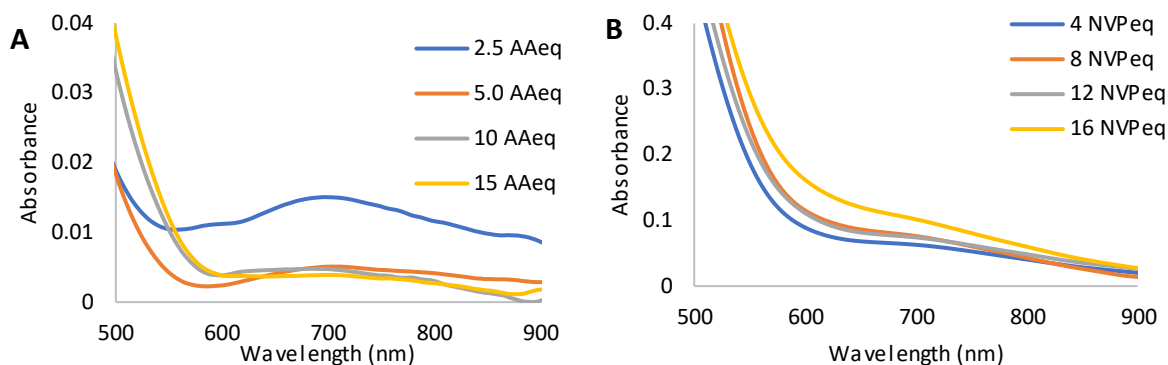 A
Absorbance
0.04
0.03
0.02
0.01
0
500
600
700
800
900
Wavelength (nm)
2.5 AAeq
5.0 AAeq
10 AAeq
15 AAeq
B
Absorbance
0.4
0.3
0.2
0.1
0
500
600
700
800
900
Wavelength (nm)
4 NVPeq
8 NVPeq
12 NVPeq
16 NVPeq